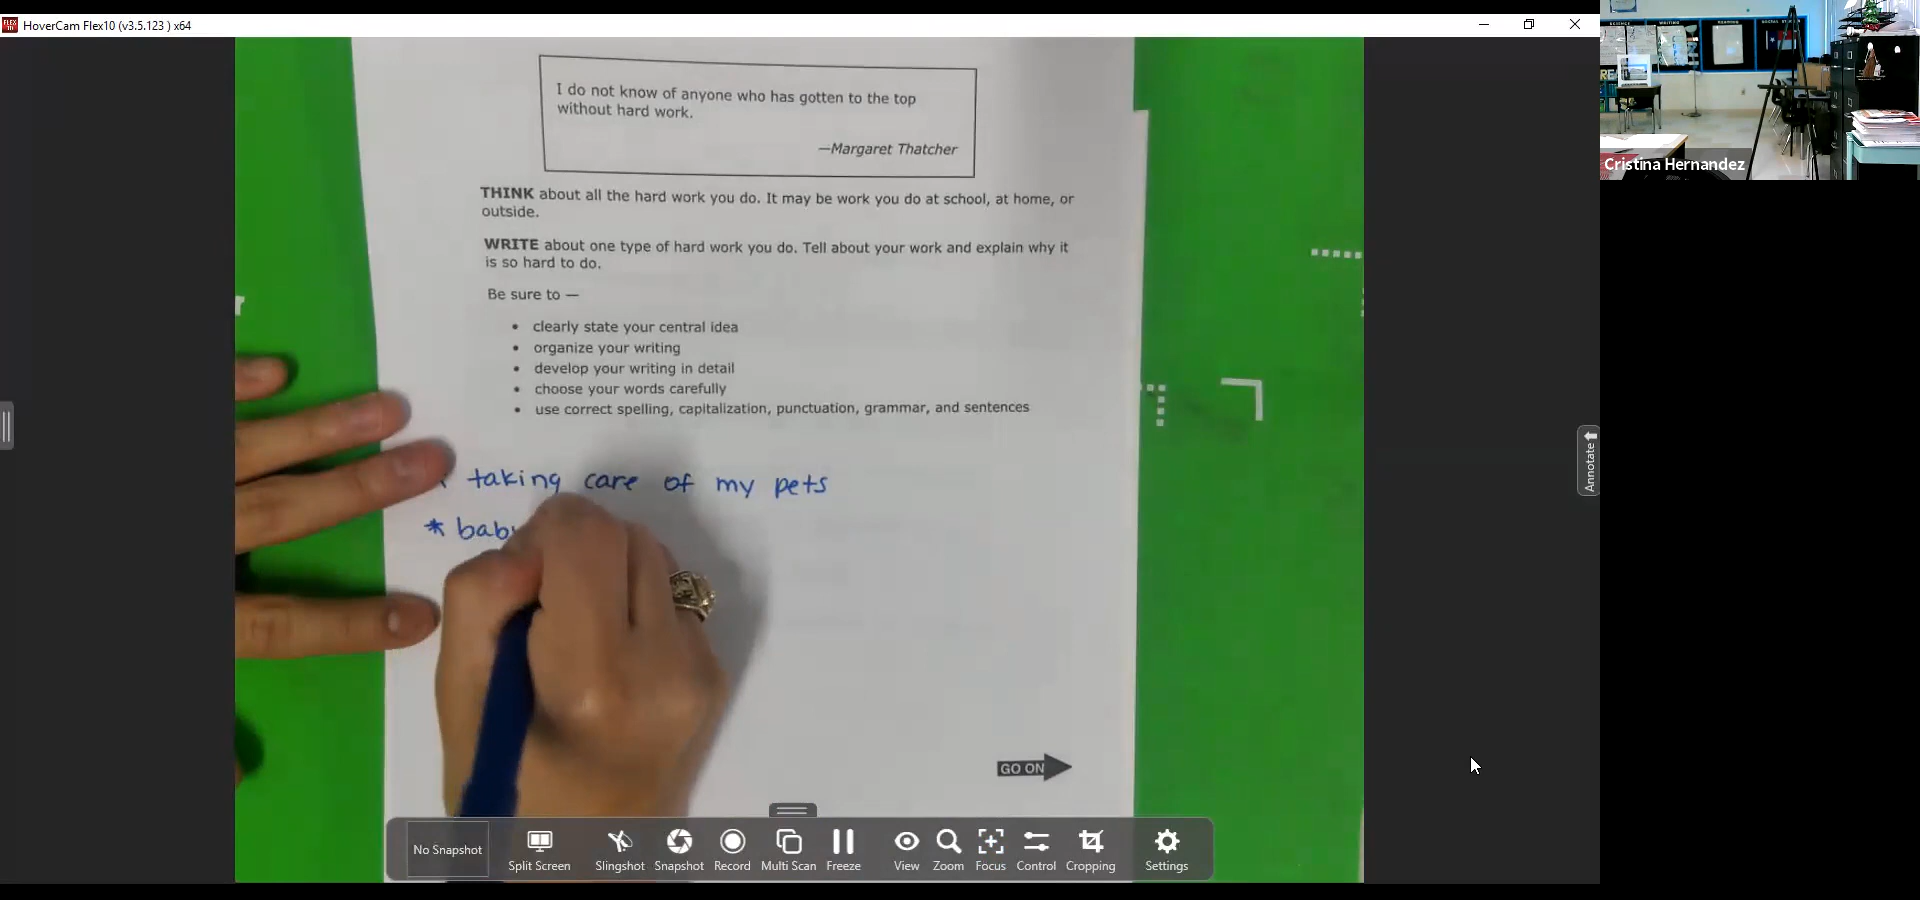 HoverCam Flex10 (v3.5.123) x64
I do not know of anyone who has gotten to the top
without hard work.
—Margaret Thatcher
THINK about all the hard work you do. It may be work you do at school, at home, or
outside.
WRITE about one type of hard work you do. Tell about your work and explain why it
is so hard to do.
Be sure to —
• clearly state your central idea
• organize your writing
• develop your writing in detail
• choose your words carefully
• use correct spelling, capitalization, punctuation, grammar, and sentences
taking care of my pets
* baby
GO ON
No Snapshot
Split Screen
Slingshot
Snapshot
Record
Multi Scan
Freeze
View
Zoom
Focus
Control
Cropping
Settings
Annotate
WRITING
READING
Cristina Hernandez